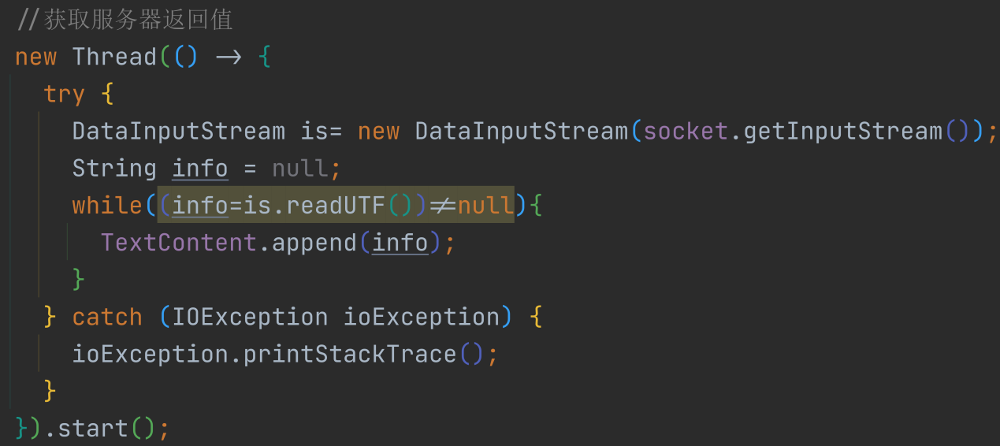 //获取服务器返回值
new Thread(() -> {
  try {
    DataInputStream is= new DataInputStream(socket.getInputStream());
    String info = null;
    while((info=is.readUTF())!=null){
      TextContent.append(info);
    }
  } catch (IOException ioException) {
    ioException.printStackTrace();
  }
}).start();